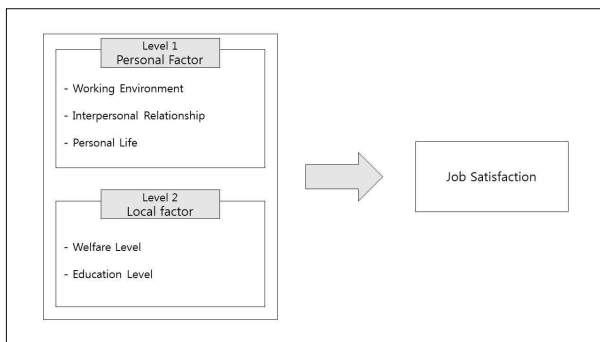 Level 1
Personal Factor
- Working Environment
- Interpersonal Relationship
- Personal Life
Level 2
Local factor
- Welfare Level
- Education Level
Job Satisfaction